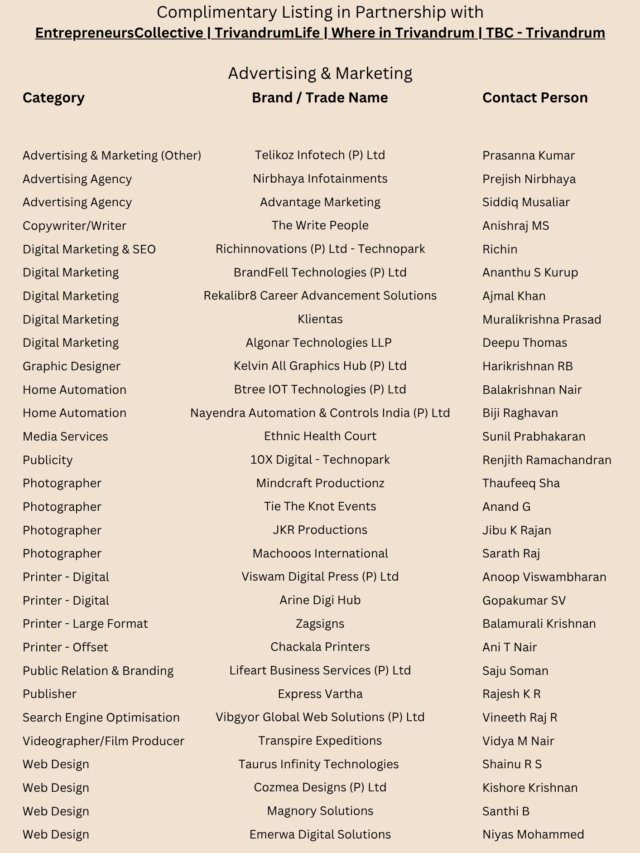 Complimentary Listing in Partnership with
EntrepreneursCollective | TrivandrumLife | Where in Trivandrum | TBC - Trivandrum
Advertising & Marketing
Category Brand / Trade Name Contact Person
Advertising & Marketing (Other) Telikoz Infotech (P) Ltd Prasanna Kumar
Advertising Agency Nirbhaya Infotainments Prejish Nirbhaya
Advertising Agency Advantage Marketing Siddiq Musaliar
Copywriter/Writer The Write People Anishraj MS
Digital Marketing & SEO Richinnovations (P) Ltd - Technopark Richin
Digital Marketing BrandFell Technologies (P) Ltd Ananthu S Kurup
Digital Marketing Rekalibr8 Career Advancement Solutions Ajmal Khan
Digital Marketing Klientas Muralikrishna Prasad
Digital Marketing Algonar Technologies LLP Deepu Thomas
Graphic Designer Kelvin All Graphics Hub (P) Ltd Harikrishnan RB
Home Automation Btree IOT Technologies (P) Ltd Balakrishnan Nair
Home Automation Nayendra Automation & Controls India (P) Ltd Biji Raghavan
Media Services Ethnic Health Court Sunil Prabhakaran
Publicity 10X Digital - Technopark Renjith Ramachandran
Photographer Mindcraft Productionz Thaufeeq Sha
Photographer Tie The Knot Events Anand G
Photographer JKR Productions Jibu K Rajan
Photographer Machooos International Sarath Raj
Printer - Digital Viswam Digital Press (P) Ltd Anoop Viswambharan
Printer - Digital Arine Digi Hub Gopakumar SV
Printer - Large Format Zagsigns Balamurali Krishnan
Printer - Offset Chackala Printers Ani T Nair
Public Relation & Branding Lifeart Business Services (P) Ltd Saju Soman
Publisher Express Vartha Rajesh K R
Search Engine Optimisation Vibgyor Global Web Solutions (P) Ltd Vineeth Raj R
Videographer/Film Producer Transpire Expeditions Vidya M Nair
Web Design Taurus Infinity Technologies Shainu R S
Web Design Cozmea Designs (P) Ltd Kishore Krishnan
Web Design Magnory Solutions Santhi B
Web Design Emerwa Digital Solutions Niyas Mohammed